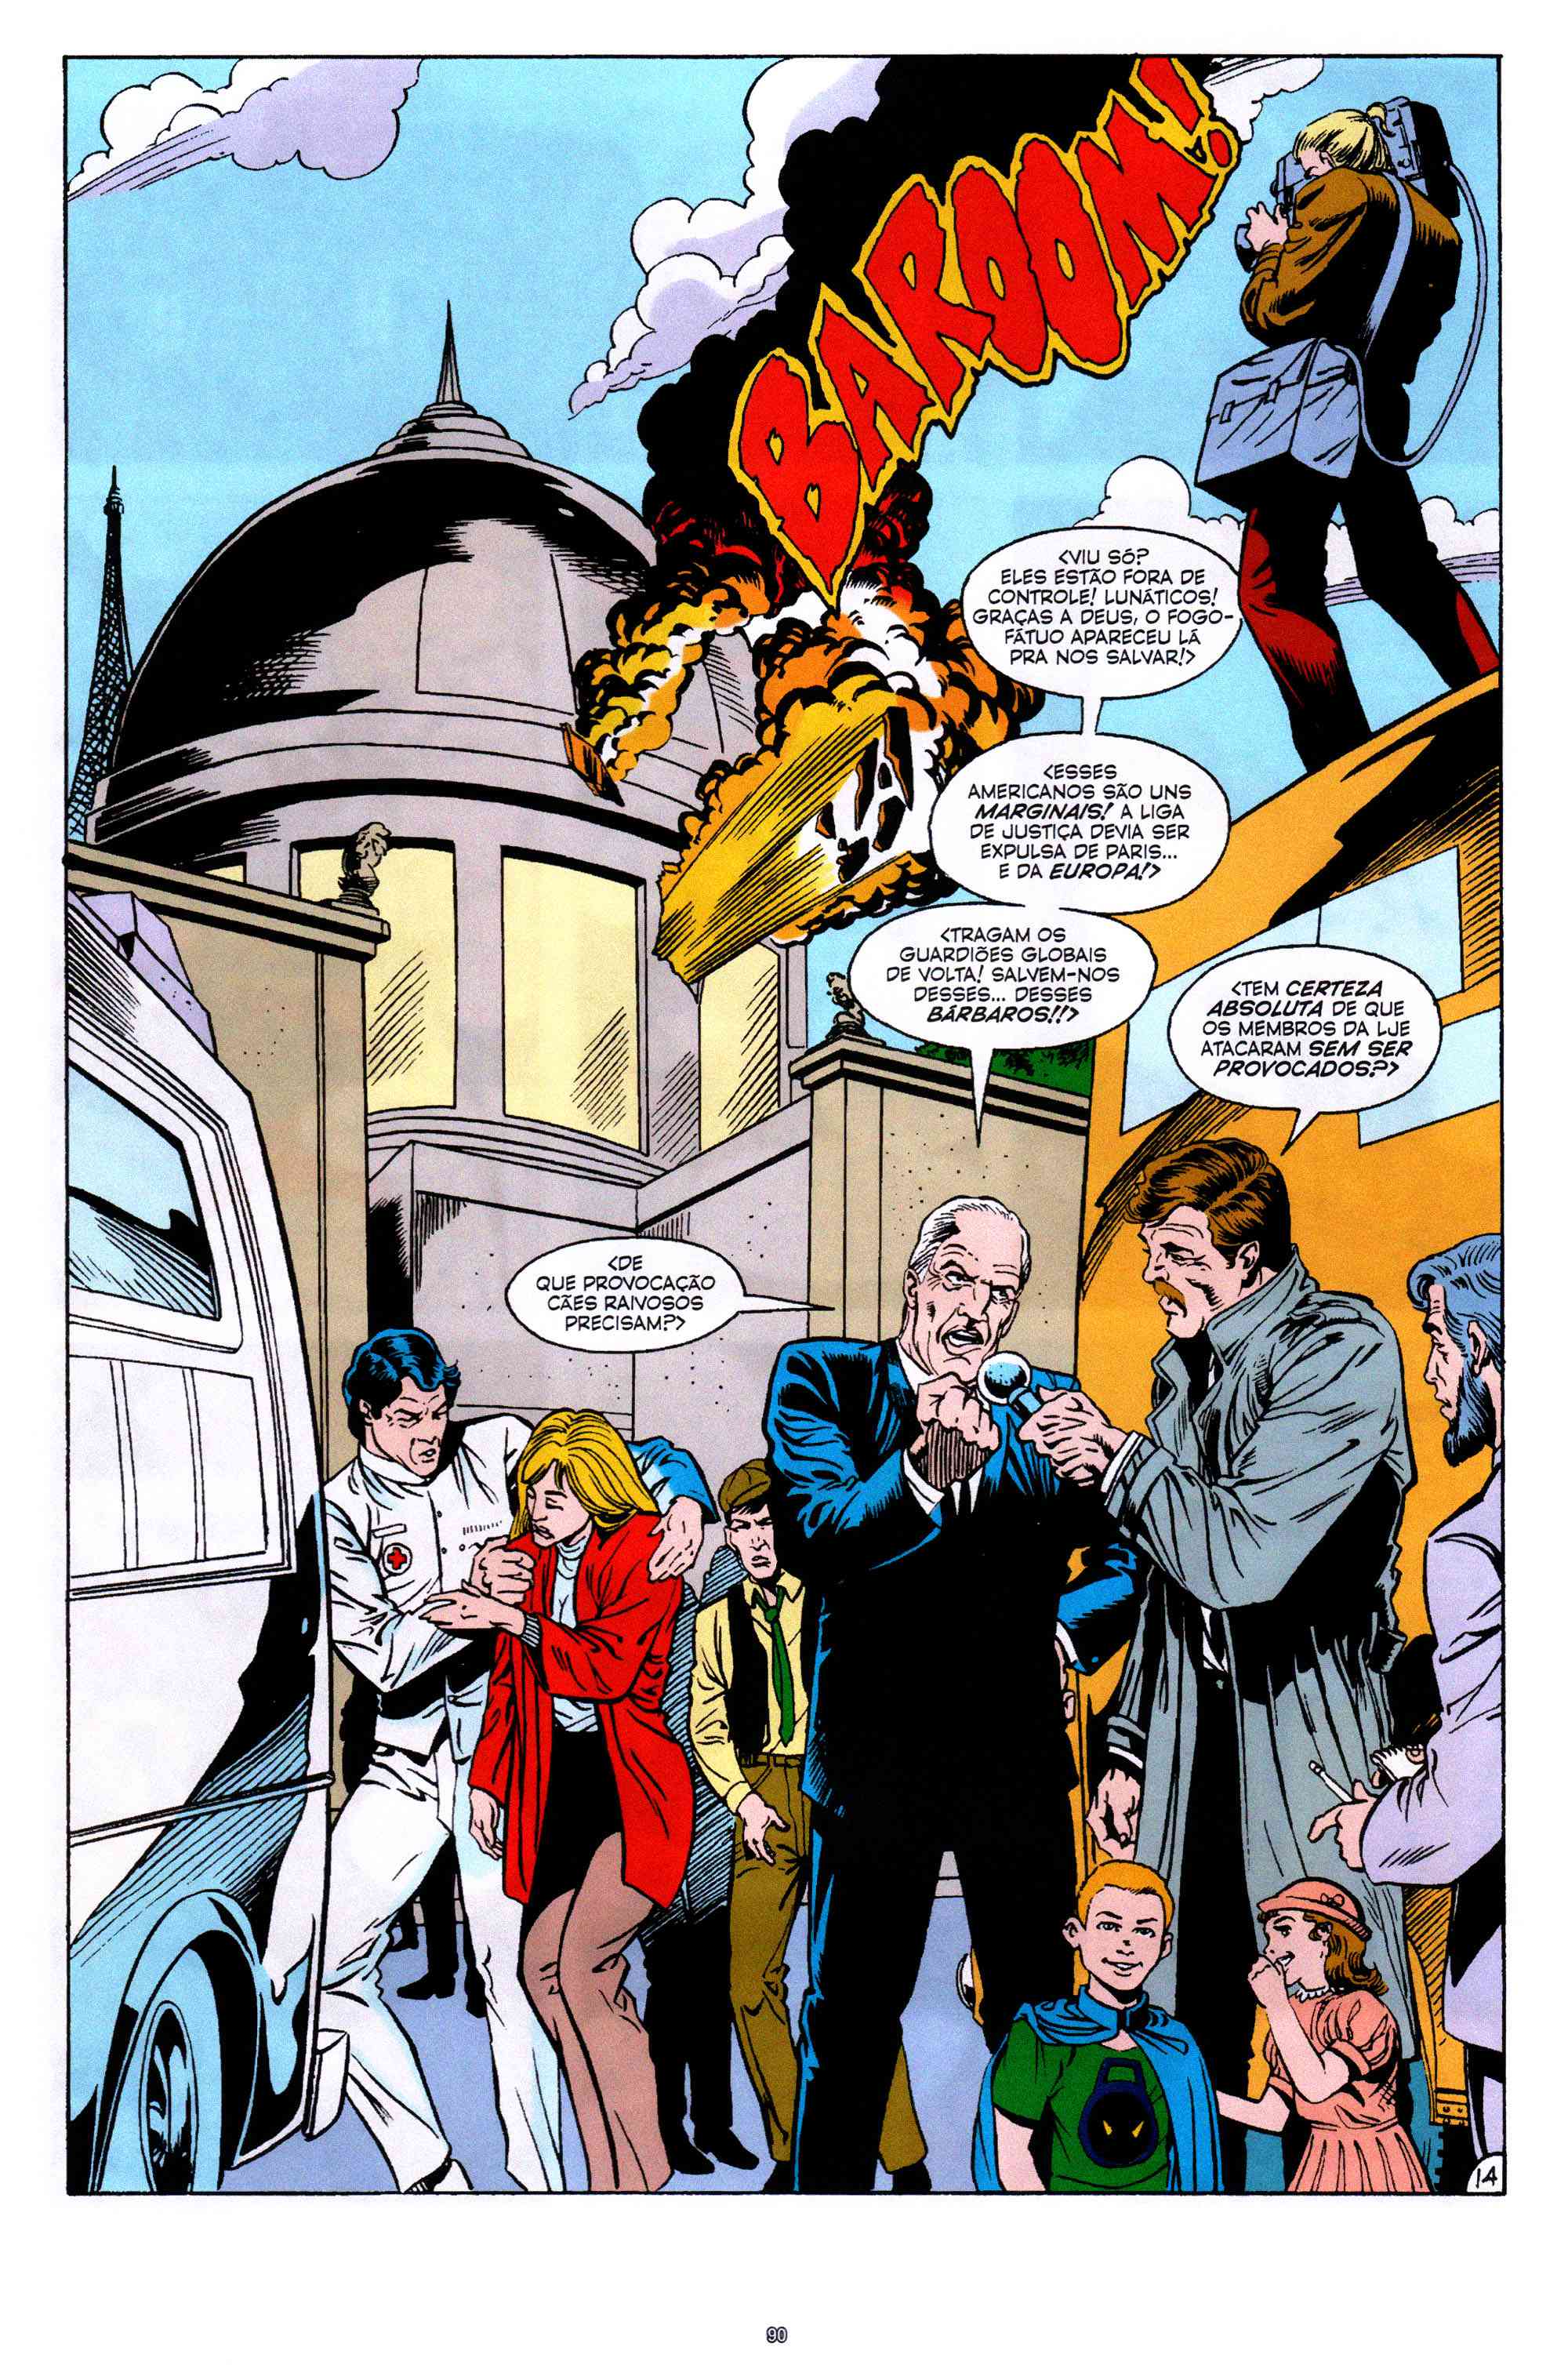 BAROOM!
<VIU SÓ?
ELES ESTÃO FORA DE
CONTROLE! LUNÁTICOS!
GRAÇAS A DEUS, O FOGO-
FÁTUO APARECEU LÁ
PRA NOS SALVAR!>
<ESSES
AMERICANOS SÃO UNS
MARGINAIS! A LIGA
DE JUSTIÇA DEVIA SER
EXPULSA DE PARIS...
E DA EUROPA!>
<TRAGAM OS
GUARDIÕES GLOBAIS
DE VOLTA! SALVEM-NOS
DESSES... DESSES
BÁRBAROS!!>
<TEM CERTEZA
ABSOLUTA DE QUE
OS MEMBROS DA LJE
ATACARAM SEM SER
PROVOCADOS?>
<DE
QUE PROVOCAÇÃO
CÃES RAIVOSOS
PRECISAM?>
14
90